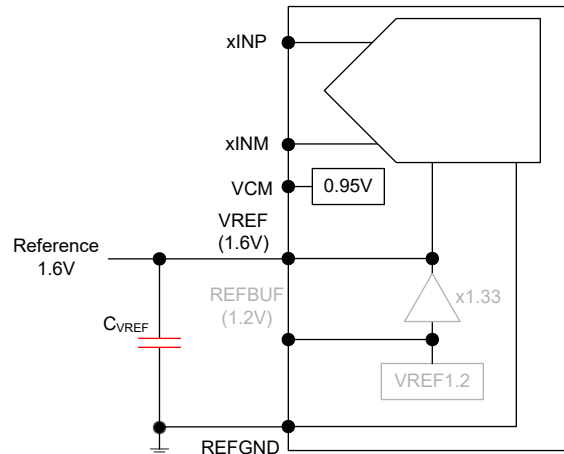 xINP
xINM
VCM
0.95V
VREF
(1.6V)
Reference
1.6V
REFBUF
(1.2V)
x1.33
CVREF
VREF1.2
REFGND